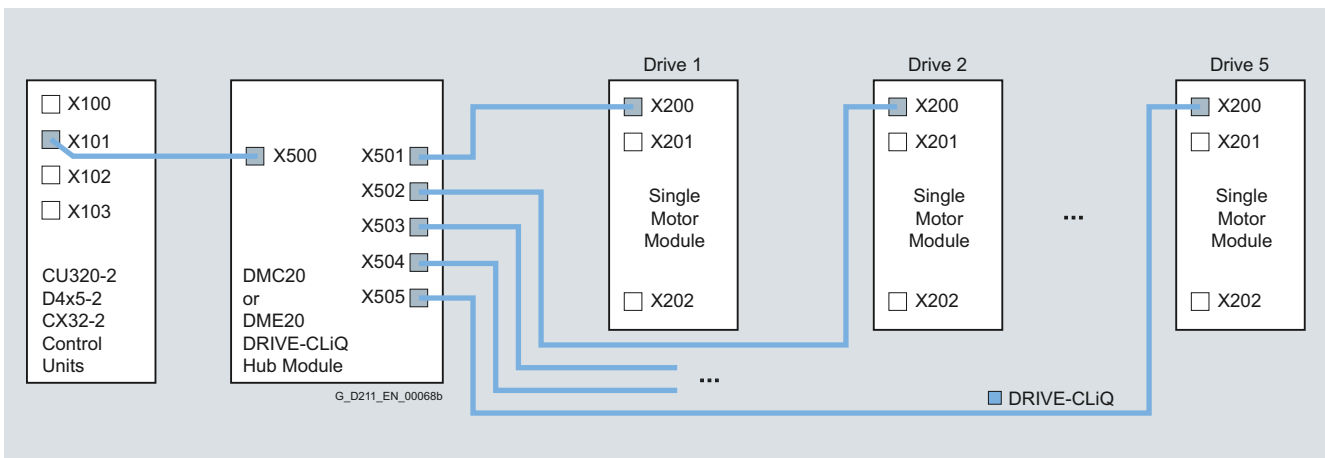 Drive 1
Drive 2
Drive 5
X100
X101
X102
X103
CU320-2
D4x5-2
CX32-2
Control
Units
X500
X501
X502
X503
X504
X505
DMC20
or
DME20
DRIVE-CLiQ
Hub Module
G_D211_EN_00068b
X200
X201
Single
Motor
Module
X202
...
X200
X201
Single
Motor
Module
X202
...
X200
X201
Single
Motor
Module
X202
DRIVE-CLiQ